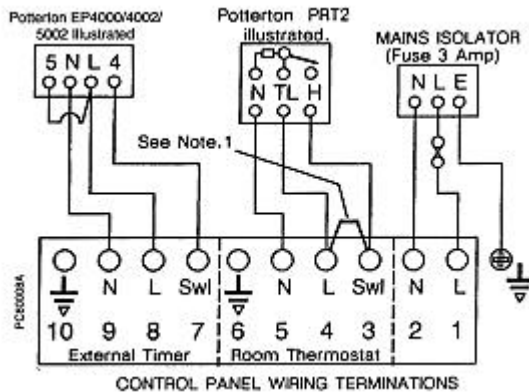 Potterton EP4000/4002/
5002 Illustrated
5 N L 4
Potterton PRT2
illustrated.
N TL H
MAINS ISOLATOR
(Fuse 3 Amp)
N L E
See Note.1
PC80008A
N L Swl N L Swl N L
10 9 8 7 6 5 4 3 2 1
External Timer
Room Thermostat
CONTROL PANEL WIRING TERMINATIONS